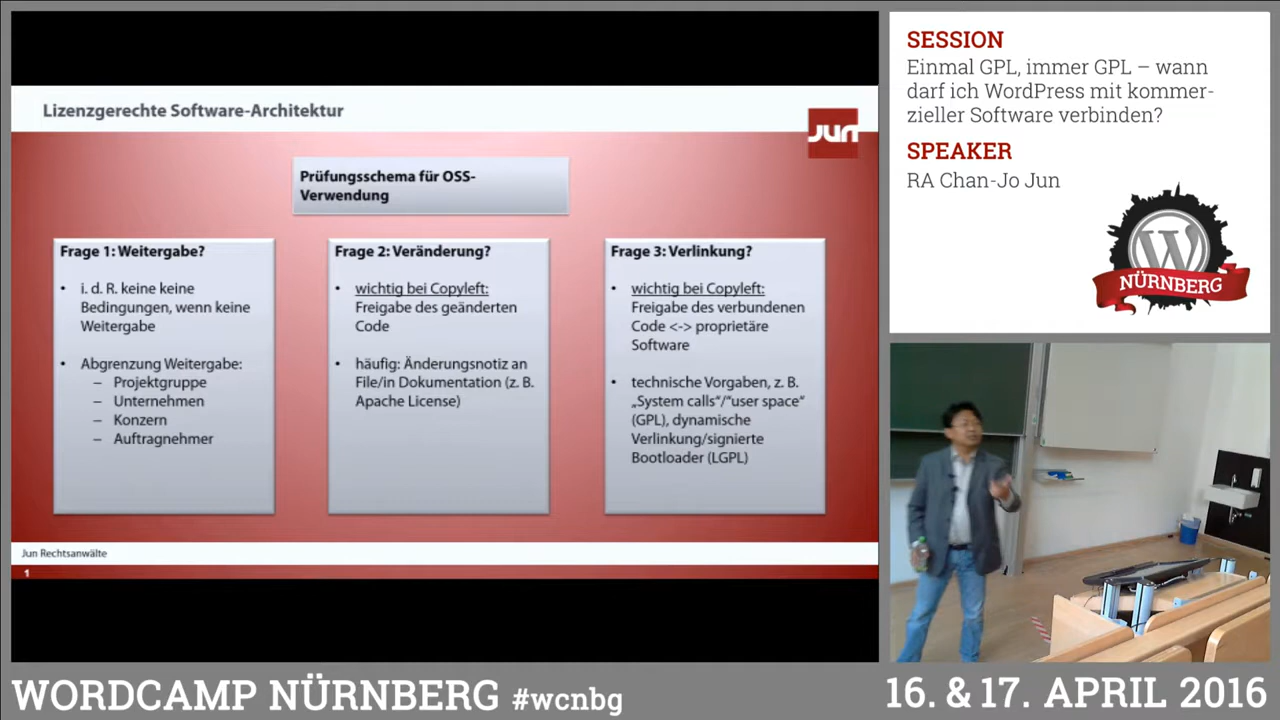 Lizenzgerechte Software-Architektur
Jun
Prüfungsschema für OSS-
Verwendung
Frage 1: Weitergabe?
• i. d. R. keine keine
Bedingungen, wenn keine
Weitergabe
• Abgrenzung Weitergabe:
– Projektgruppe
– Unternehmen
– Konzern
– Auftragnehmer
Frage 2: Veränderung?
• wichtig bei Copyleft:
Freigabe des geänderten
Code
• häufig: Änderungsnotiz an
File/in Dokumentation (z. B.
Apache License)
Frage 3: Verlinkung?
• wichtig bei Copyleft:
Freigabe des verbundenen
Code <-> proprietäre
Software
• technische Vorgaben, z. B.
„System calls“/“user space“
(GPL), dynamische
Verlinkung/signierte
Bootloader (LGPL)
Jun Rechtsanwälte
1
SESSION
Einmal GPL, immer GPL – wann
darf ich WordPress mit kommer-
zieller Software verbinden?
SPEAKER
RA Chan-Jo Jun
W
NÜRNBERG
WORDCAMP NÜRNBERG #wcnbg
16. & 17. APRIL 2016